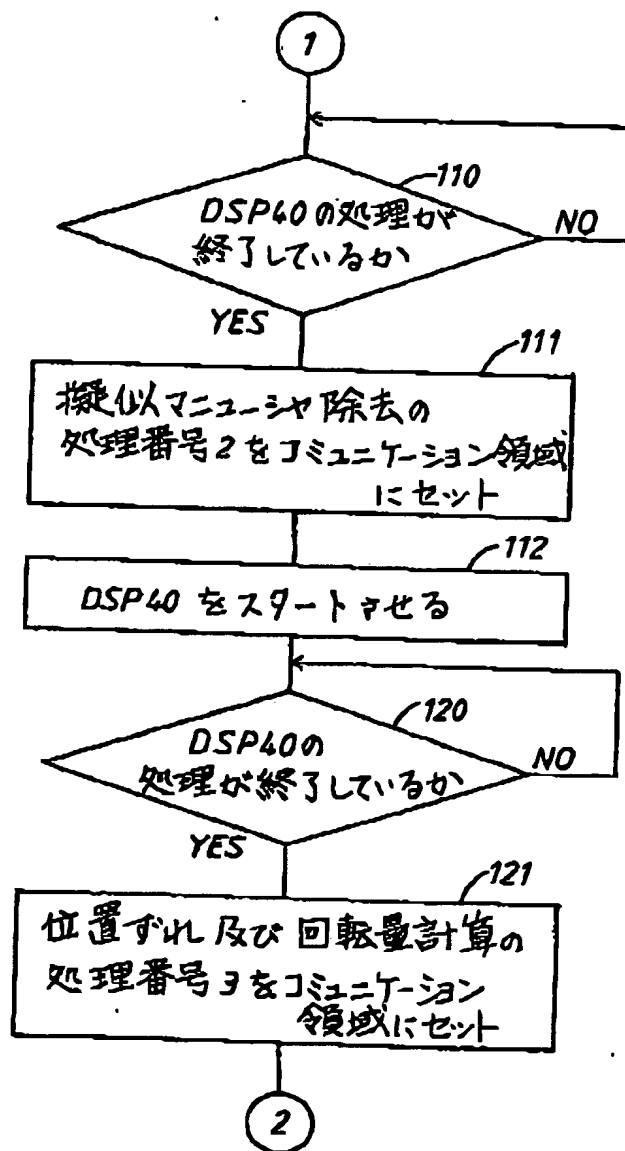 1
110
DSP40の処理が
終了しているか
NO
YES
111
擬似マニューシャ除去の
処理番号2をコミュニケーション領域
にセット
112
DSP40をスタートさせる
120
DSP40の
処理が終了しているか
NO
YES
121
位置ずれ及び回転量計算の
処理番号3をコミュニケーション
領域にセット
2